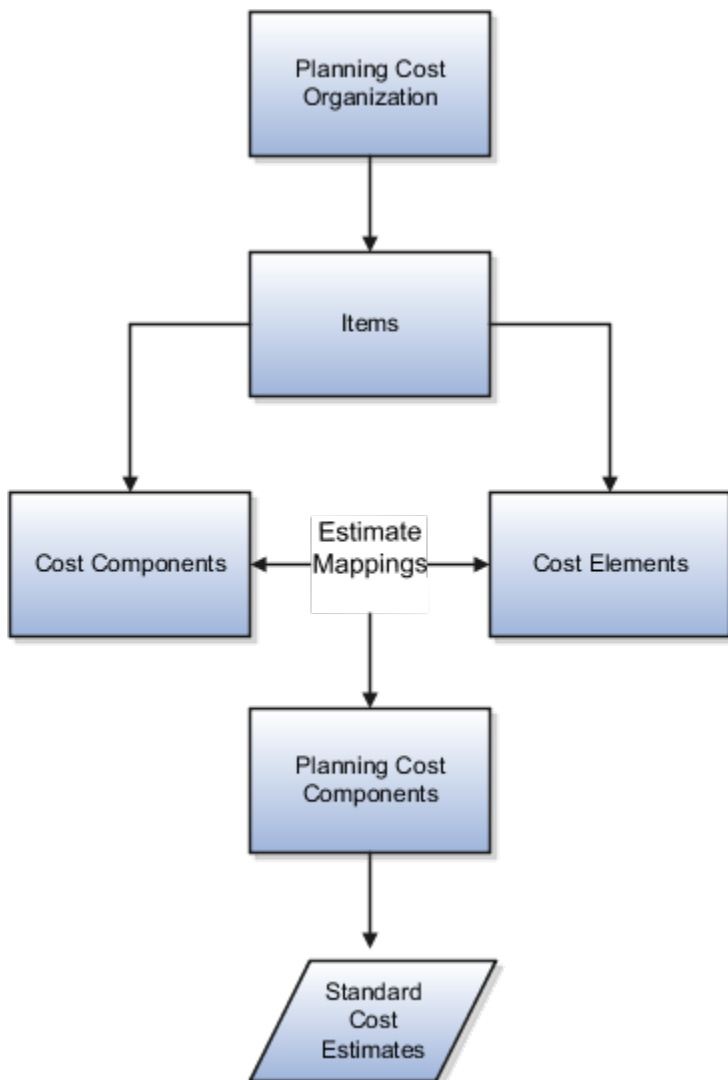 Planning Cost
Organization
Items
Cost Components
Estimate
Mappings
Cost Elements
Planning Cost
Components
Standard
Cost
Estimates